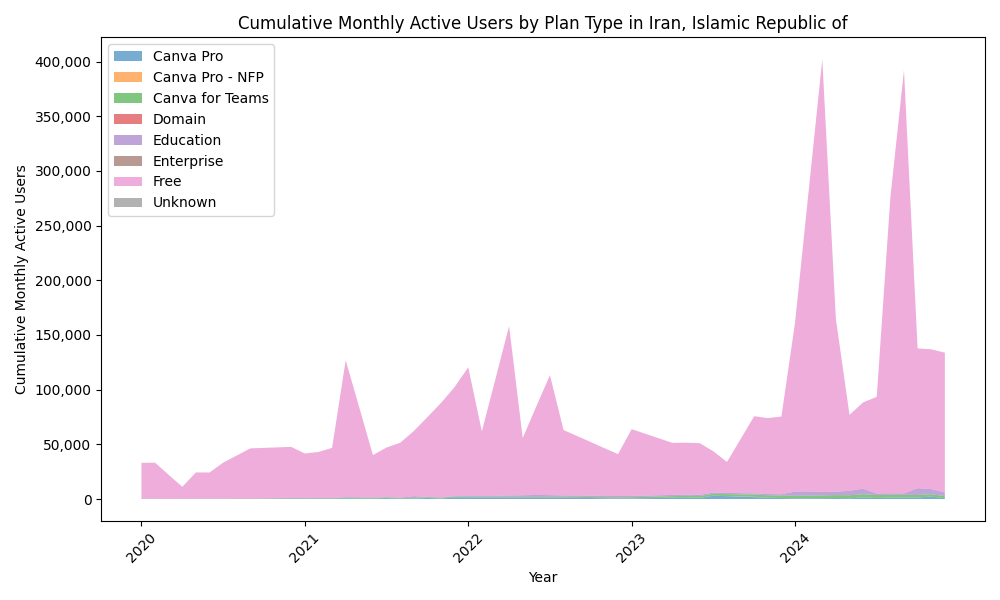 Cumulative Monthly Active Users by Plan Type in Iran, Islamic Republic of
Canva Pro
Canva Pro - NFP
Canva for Teams
Domain
Education
Enterprise
Free
Unknown
Cumulative Monthly Active Users
400,000
350,000
300,000
250,000
200,000
150,000
100,000
50,000
0
2020
2021
2022
2023
2024
Year